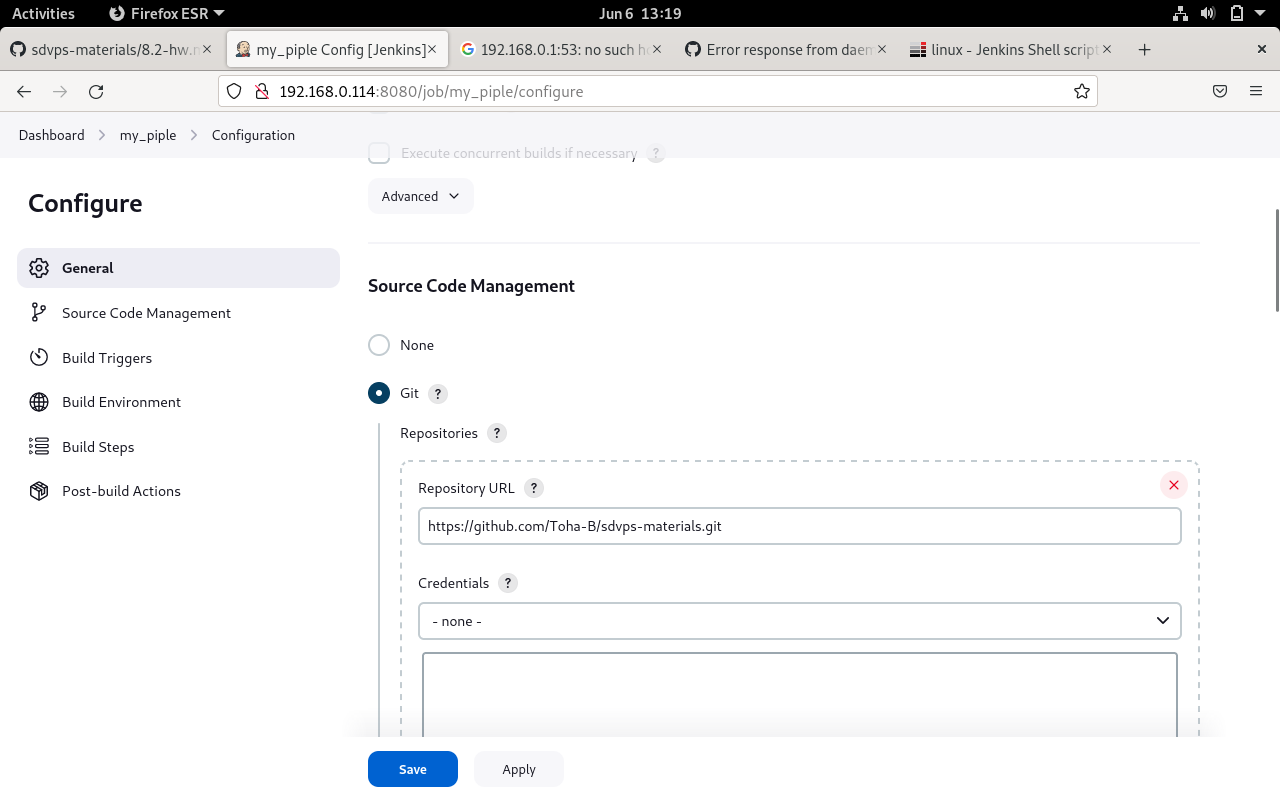 Activities Firefox ESR Jun 6 13:19
sdvps-materials/8.2-hw.m my_piple Config [Jenkins] 192.168.0.1:53: no such ho Error response from daem linux - Jenkins Shell script
192.168.0.114:8080/job/my_piple/configure
Dashboard my_piple Configuration
Execute concurrent builds if necessary ?
Advanced
Configure
General
Source Code Management
Build Triggers
Build Environment
Build Steps
Post-build Actions
Source Code Management
None
Git ?
Repositories ?
Repository URL ?
https://github.com/Toha-B/sdvps-materials.git
Credentials ?
- none -
Save Apply